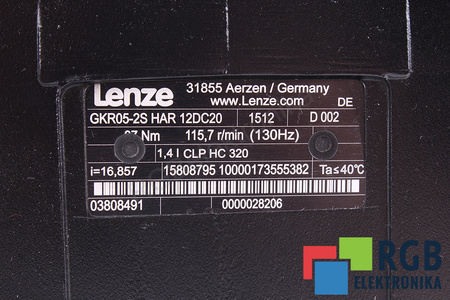 Lenze
31855 Aerzen / Germany
www.Lenze.com
DE
GKR05-2S HAR 12DC20 1512 D 002
Nm 115,7 r/min (130Hz)
1,4 l CLP HC 320
i=16,857 15808795 10000173555382 Ta≤40°C
03808491 0000028206
RGB
ELEKTRONIKA